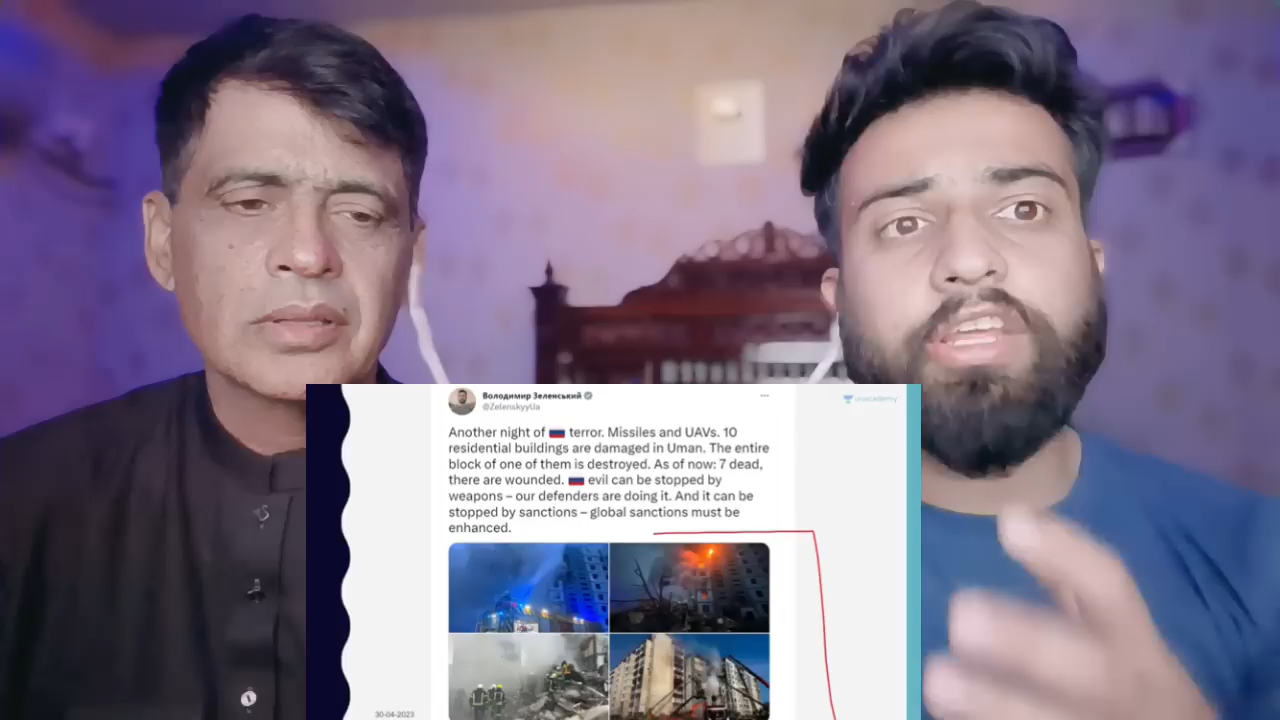 Володимир Зеленський
@ZelenskyyUa
unacademy
Another night of 🇷🇺 terror. Missiles and UAVs. 10
residential buildings are damaged in Uman. The entire
block of one of them is destroyed. As of now: 7 dead,
there are wounded. 🇷🇺 evil can be stopped by
weapons – our defenders are doing it. And it can be
stopped by sanctions – global sanctions must be
enhanced.
30-04-2023